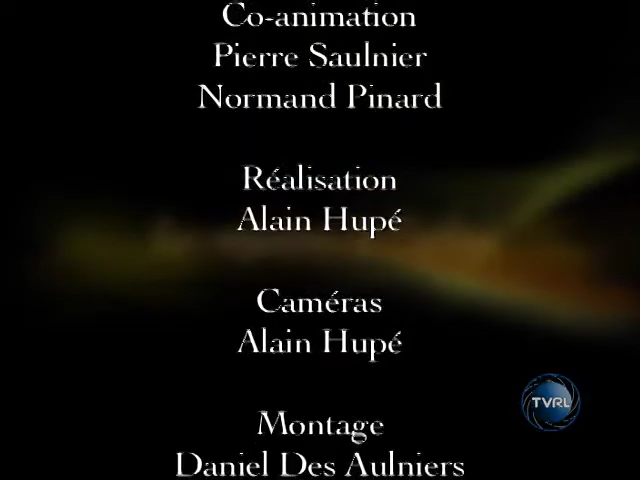 Co-animation
Pierre Saulnier
Normand Pinard
Réalisation
Alain Hupé
Caméras
Alain Hupé
Montage
Daniel Des Aulniers
TVRL